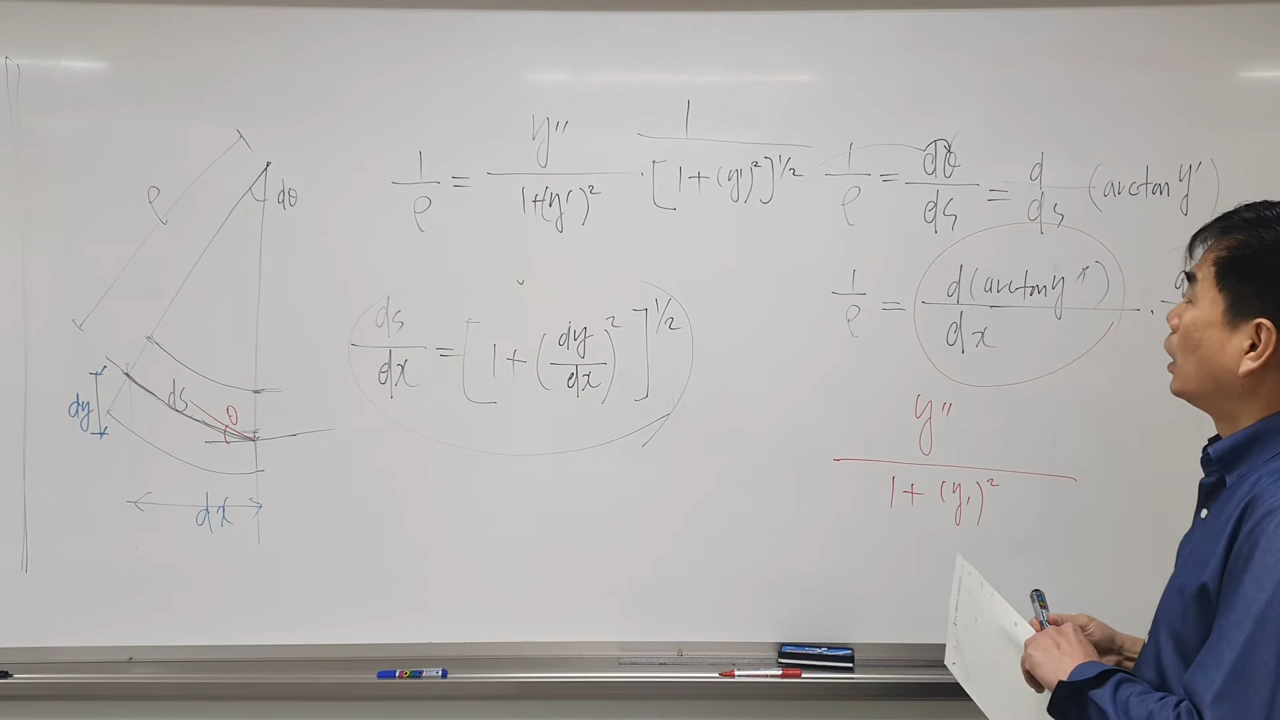 1/ρ = y''/(1+(y')²) · 1/[1+(y')²]^1/2
1/ρ = dθ/ds = d/ds (arctan y')
ds/dx = [1 + (dy/dx)²]^1/2
1/ρ = d(arctan y')/dx ·
y''/(1 + (y')²)
ρ
dθ
ds
θ
dy
dx